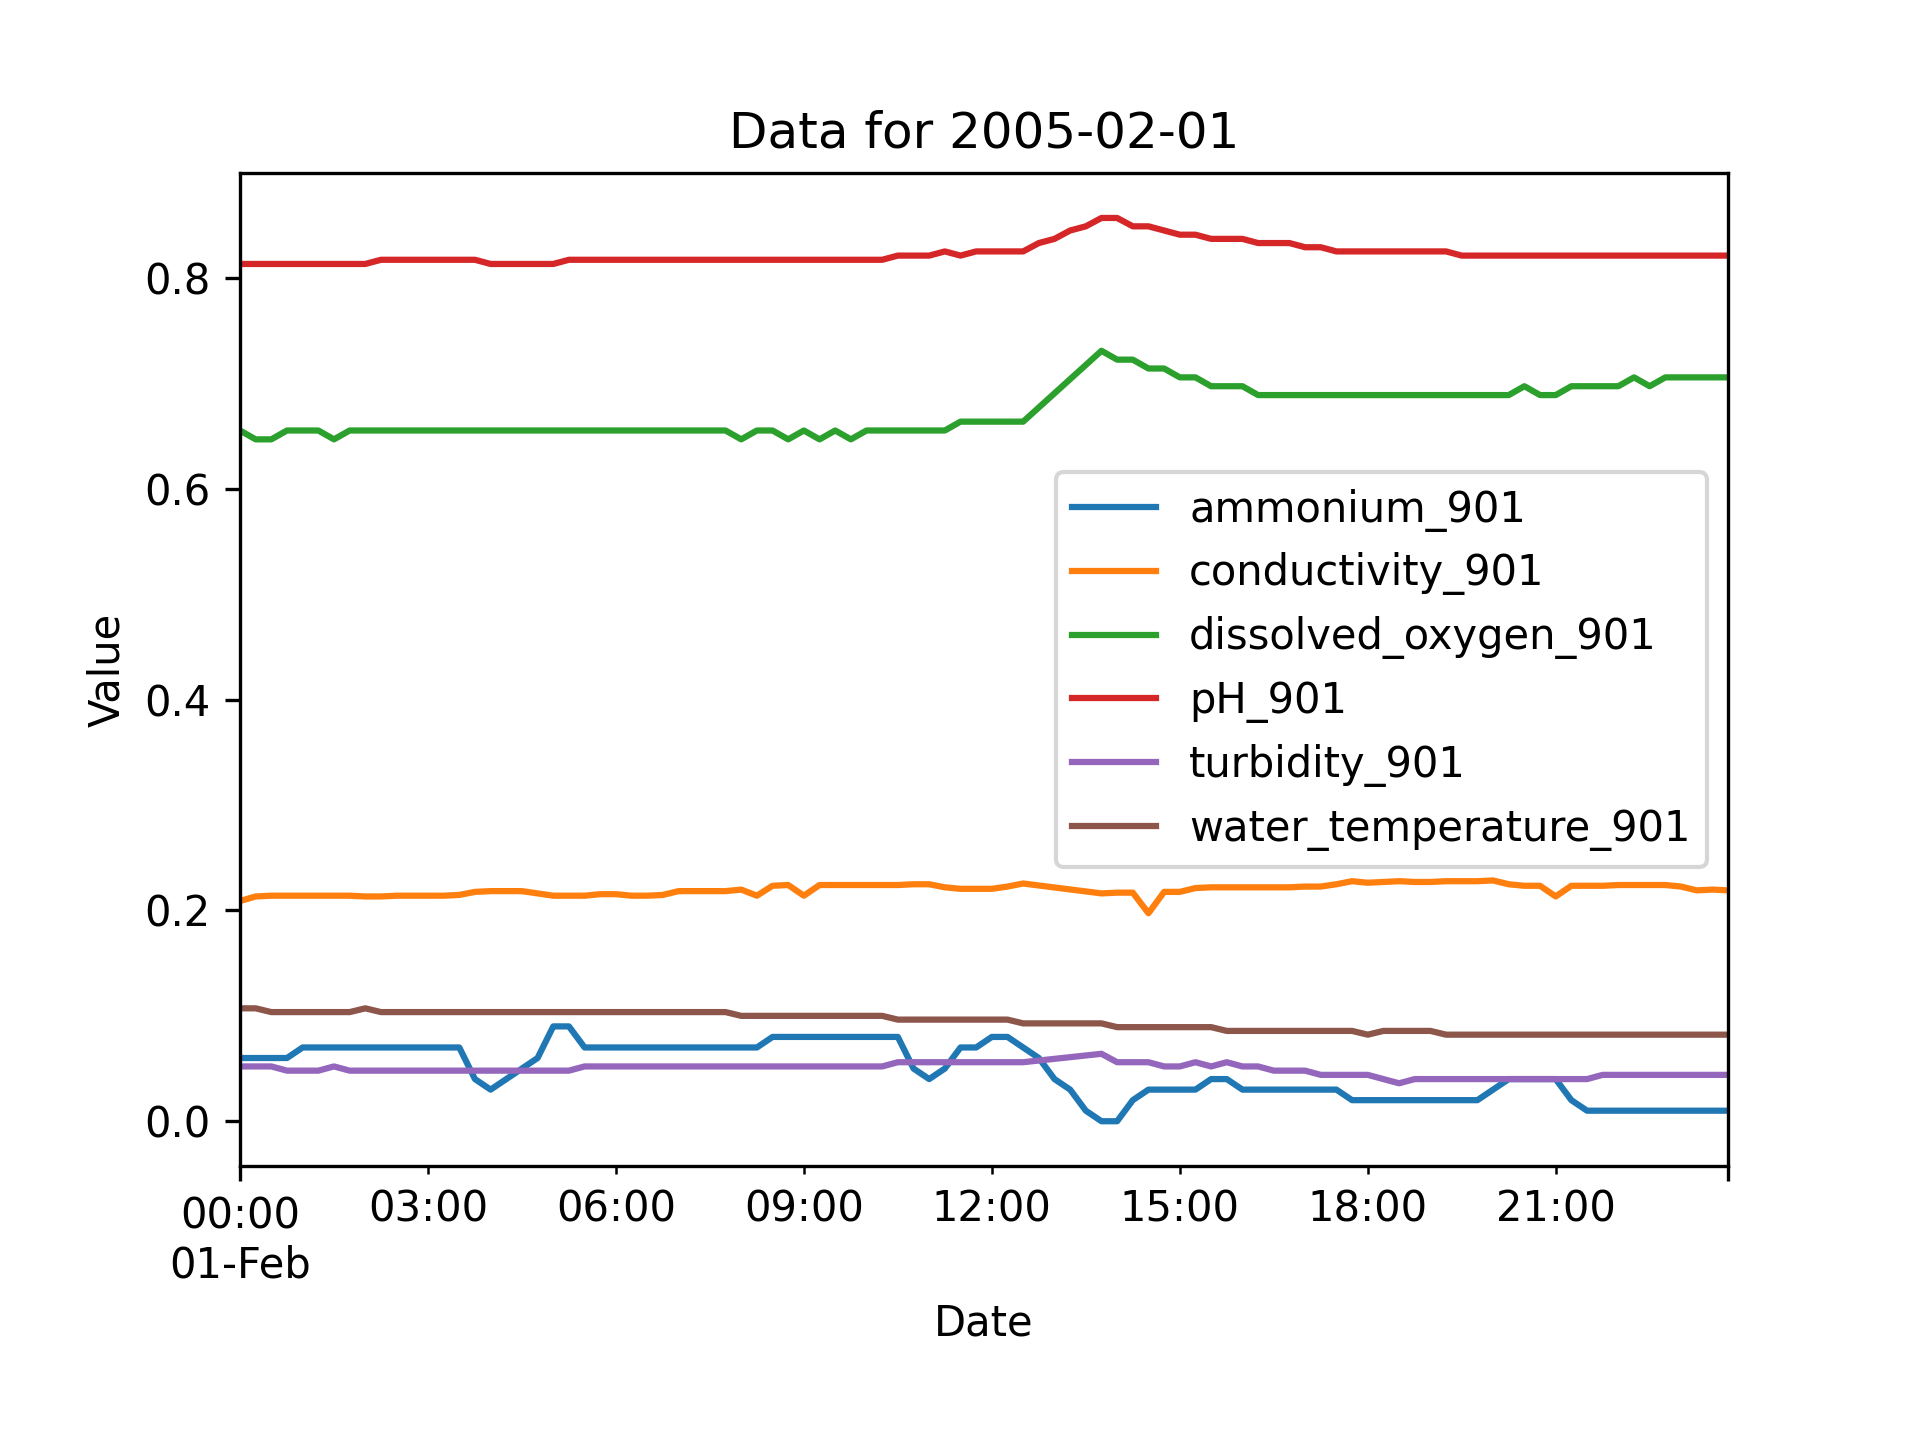 Data for 2005-02-01
Value
0.8
0.6
0.4
0.2
0.0
ammonium_901
conductivity_901
dissolved_oxygen_901
pH_901
turbidity_901
water_temperature_901
00:00 03:00 06:00 09:00 12:00 15:00 18:00 21:00
01-Feb
Date